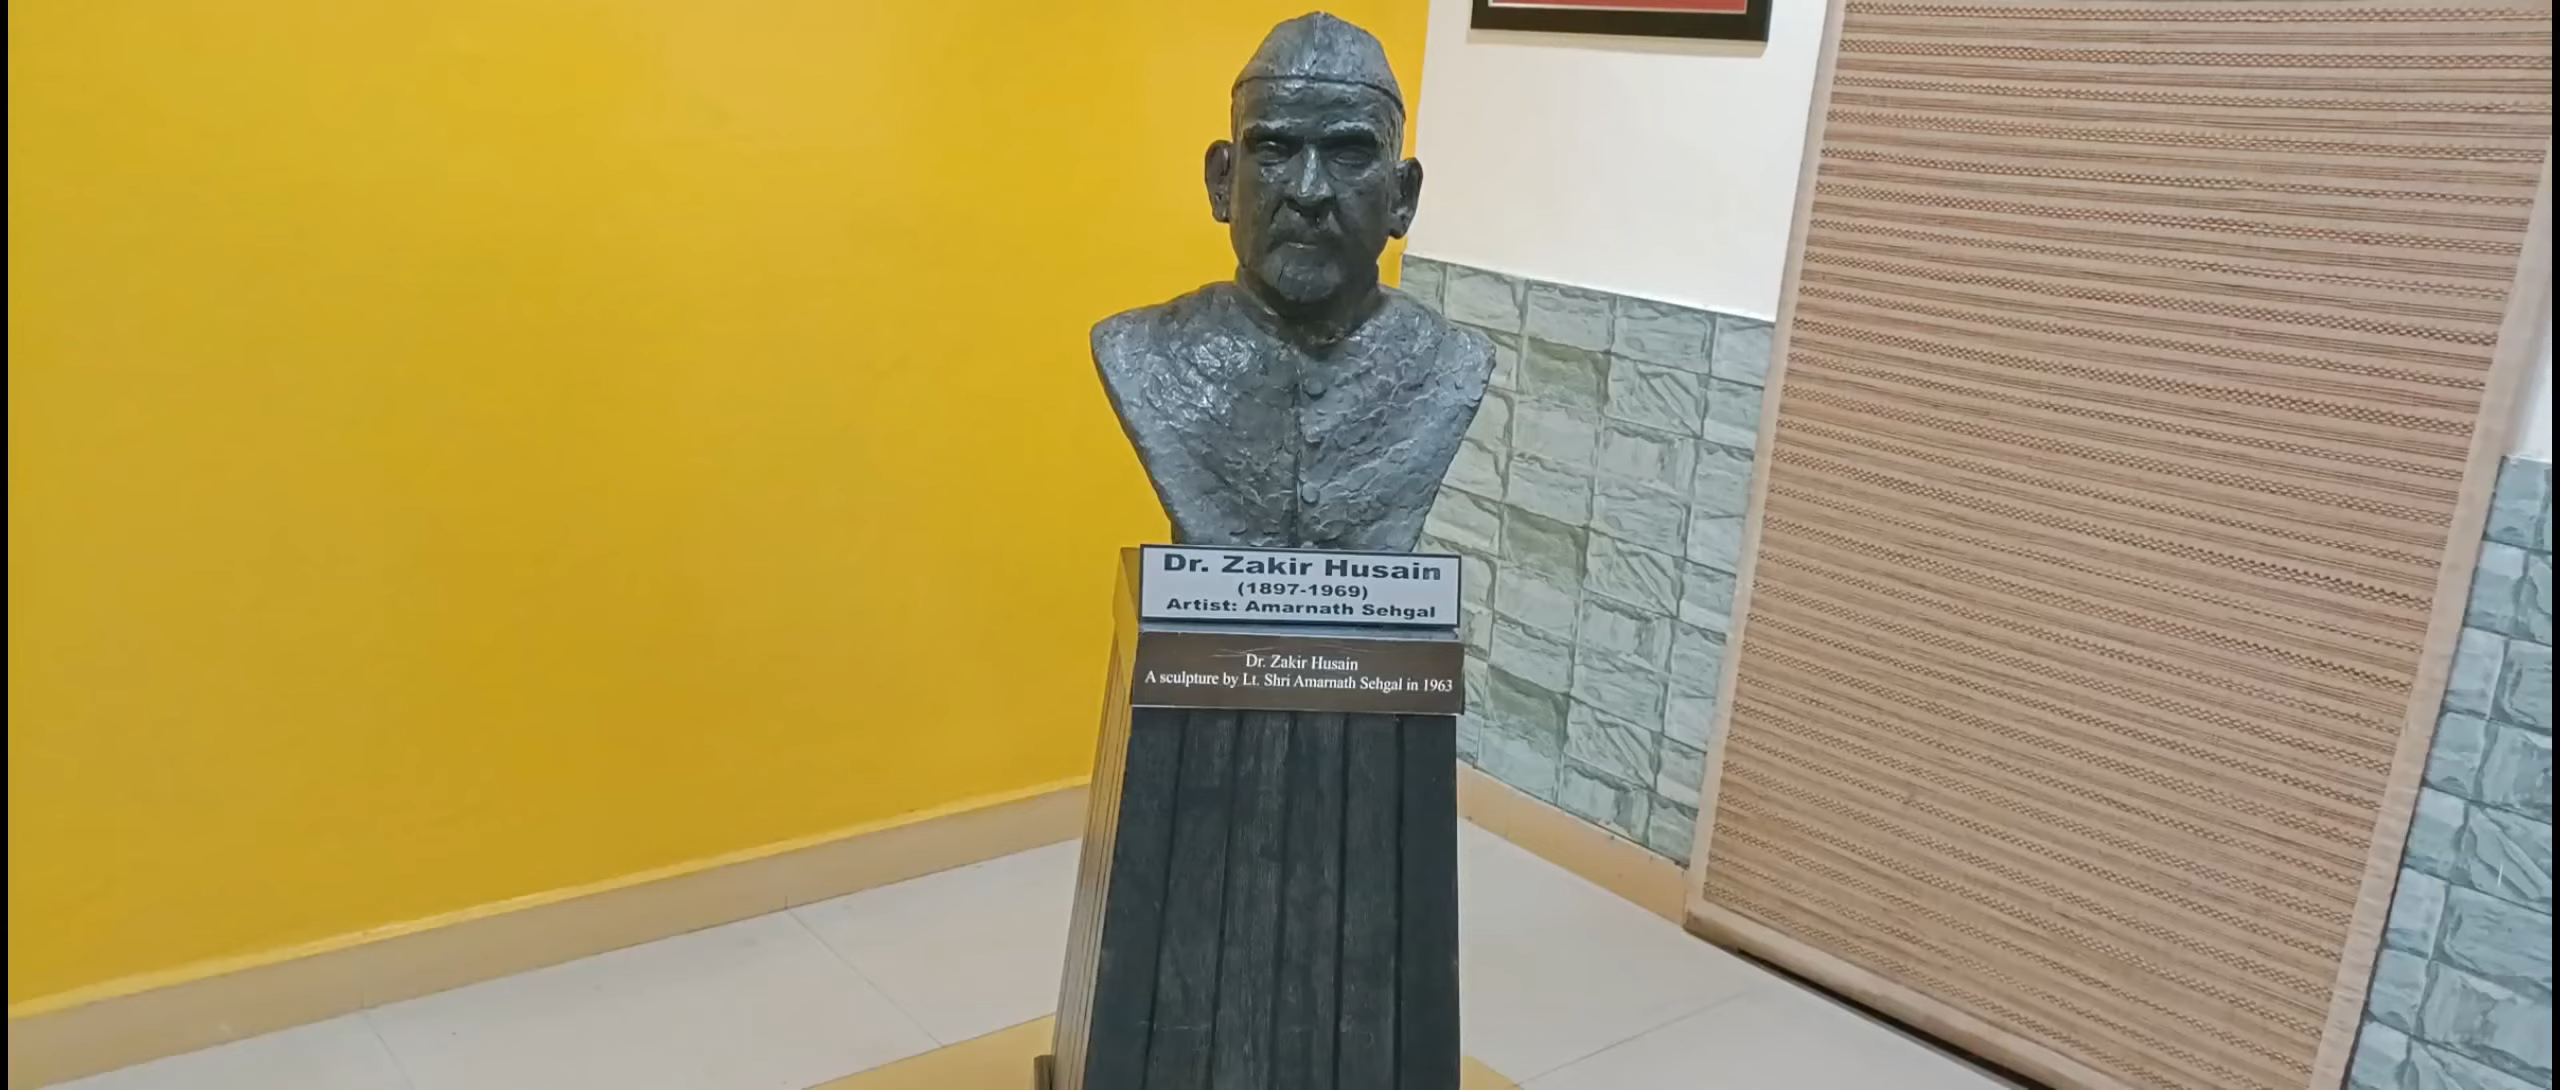 Dr. Zakir Husain
(1897-1969)
Artist: Amarnath Sehgal
Dr. Zakir Husain
A sculpture by Lt. Shri Amarnath Sehgal in 1963